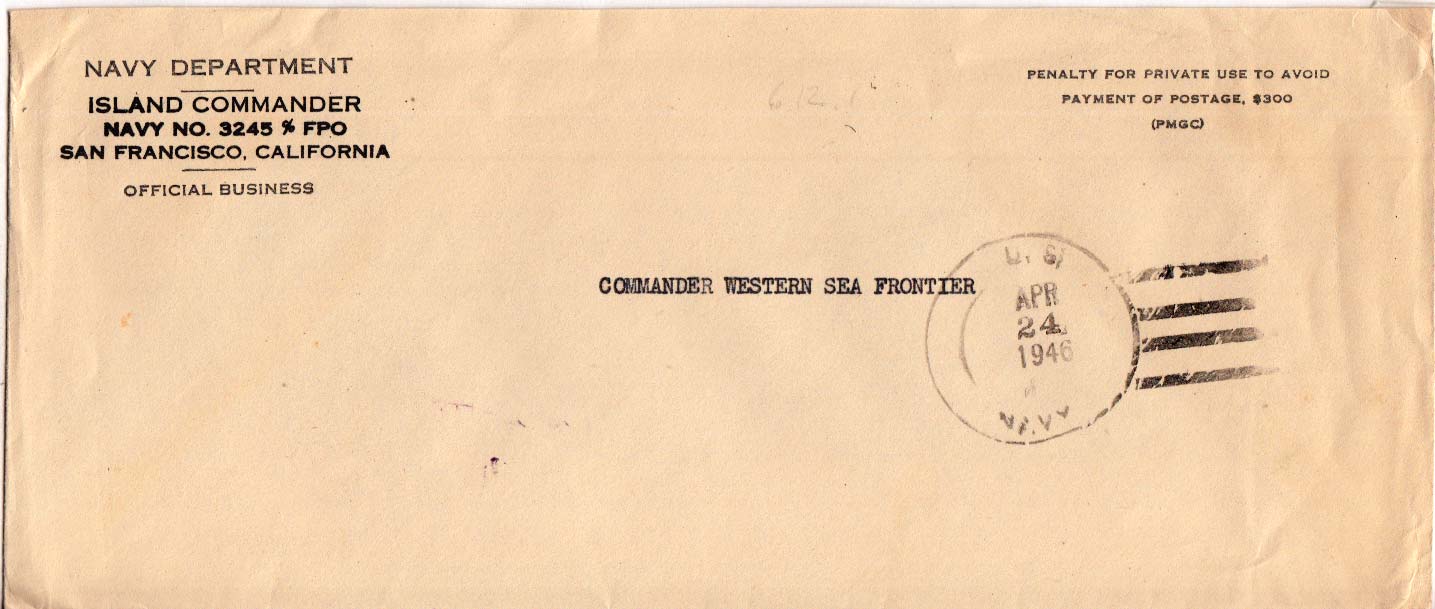 NAVY DEPARTMENT
ISLAND COMMANDER
NAVY NO. 3245 % FPO
SAN FRANCISCO, CALIFORNIA
OFFICIAL BUSINESS
PENALTY FOR PRIVATE USE TO AVOID
PAYMENT OF POSTAGE, $300
(PMGC)
COMMANDER WESTERN SEA FRONTIER
U. S.
APR
24
1946
NAVY